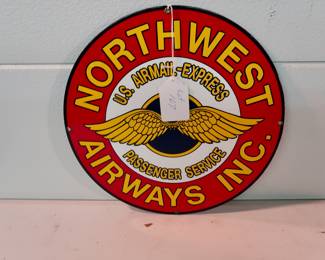 NORTHWEST
U.S. AIRMAIL-EXPRESS
PASSENGER SERVICE
AIRWAYS INC.